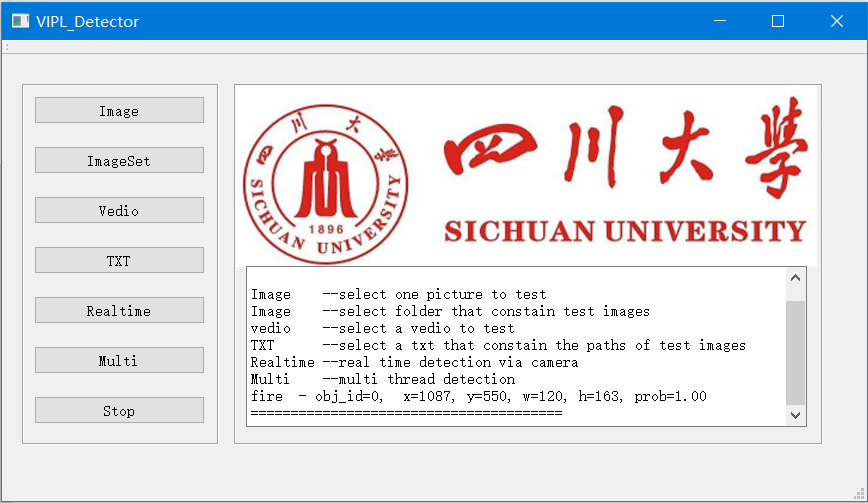 VIPL_Detector
Image
ImageSet
Vedio
TXT
Realtime
Multi
Stop
四川大學
SICHUAN UNIVERSITY
1896
四川大學
SICHUAN UNIVERSITY
Image --select one picture to test
Image --select folder that constain test images
vedio --select a vedio to test
TXT --select a txt that constain the paths of test images
Realtime --real time detection via camera
Multi --multi thread detection
fire - obj_id=0, x=1087, y=550, w=120, h=163, prob=1.00
=======================================